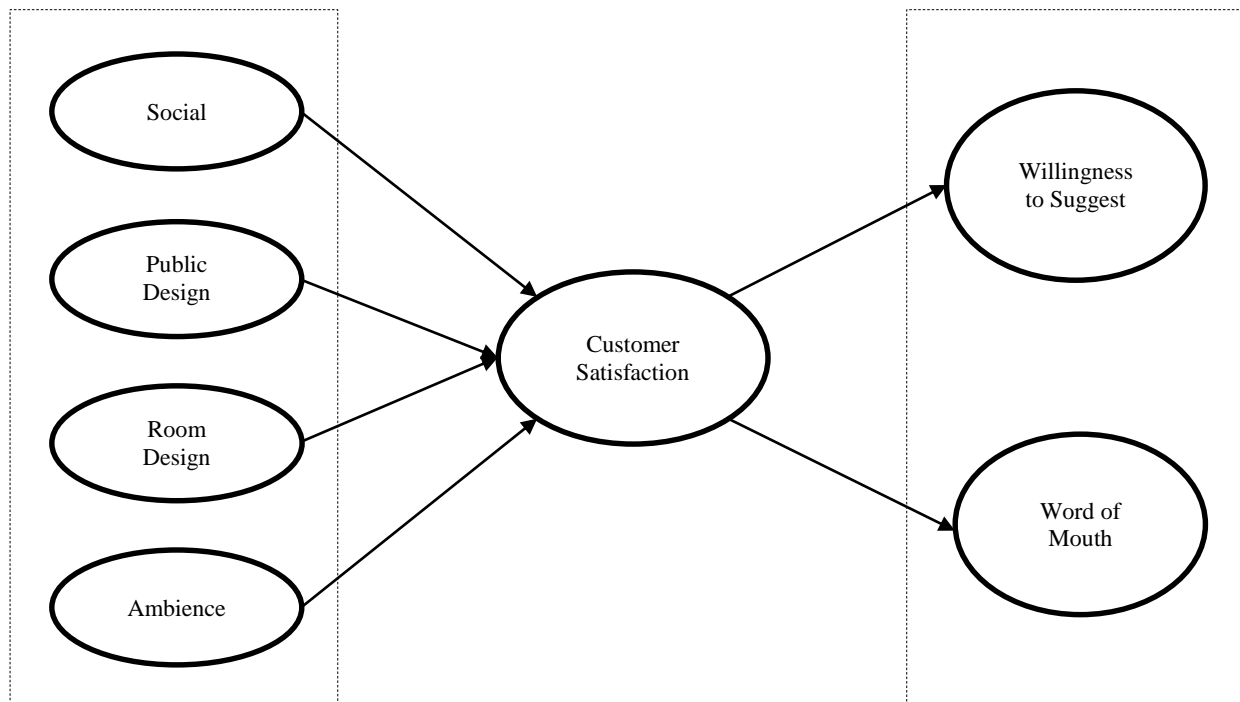 Social
Public
Design
Room
Design
Ambience
Customer
Satisfaction
Willingness
to Suggest
Word of
Mouth